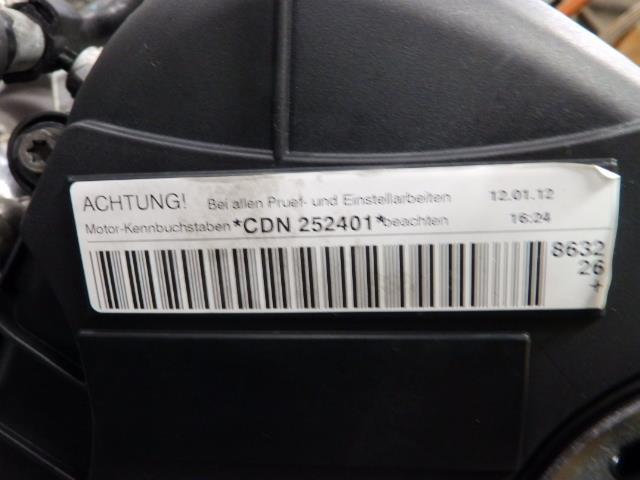 ACHTUNG! Bei allen Pruef- und Einstellarbeiten 12.01.12
Motor-Kennbuchstaben *CDN 252401* beachten 16:24
8632
26
+